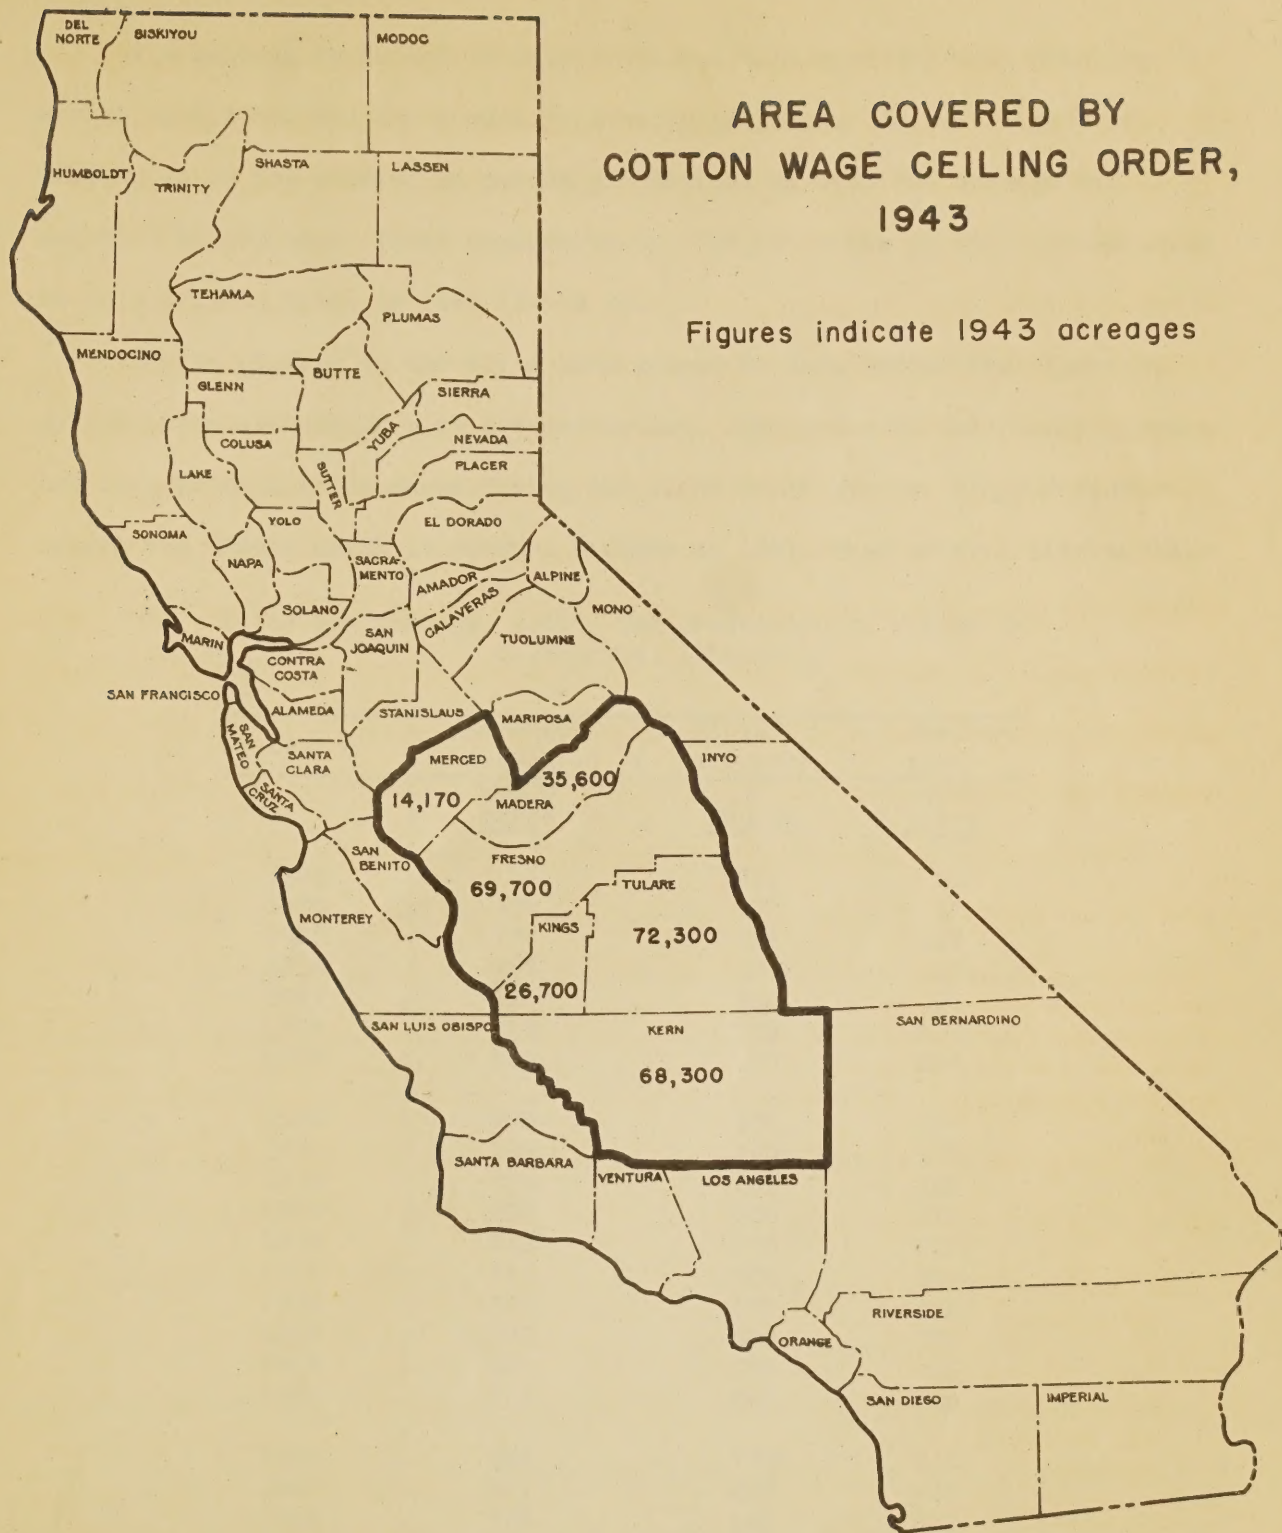 DEL
NORTE
SISKIYOU
MODOC
AREA COVERED BY
COTTON WAGE CEILING ORDER,
1943
Figures indicate 1943 acreages
HUMBOLDT
TRINITY
SHASTA
LASSEN
TEHAMA
PLUMAS
MENDOCINO
GLENN
BUTTE
SIERRA
COLUSA
YUBA
NEVADA
LAKE
SUTTER
PLACER
SONOMA
YOLO
EL DORADO
NAPA
SACRA-
MENTO
AMADOR
ALPINE
SOLANO
CALAVERAS
MONO
MARIN
SAN
JOAQUIN
TUOLUMNE
CONTRA
COSTA
SAN FRANCISCO
ALAMEDA
STANISLAUS
MARIPOSA
SAN
MATEO
SANTA
CLARA
MERCED
INYO
SANTA
CRUZ
14,170
35,600
MADERA
SAN
BENITO
FRESNO
69,700
TULARE
MONTEREY
KINGS
72,300
26,700
SAN LUIS OBISPO
KERN
SAN BERNARDINO
68,300
SANTA BARBARA
VENTURA
LOS ANGELES
RIVERSIDE
ORANGE
SAN DIEGO
IMPERIAL